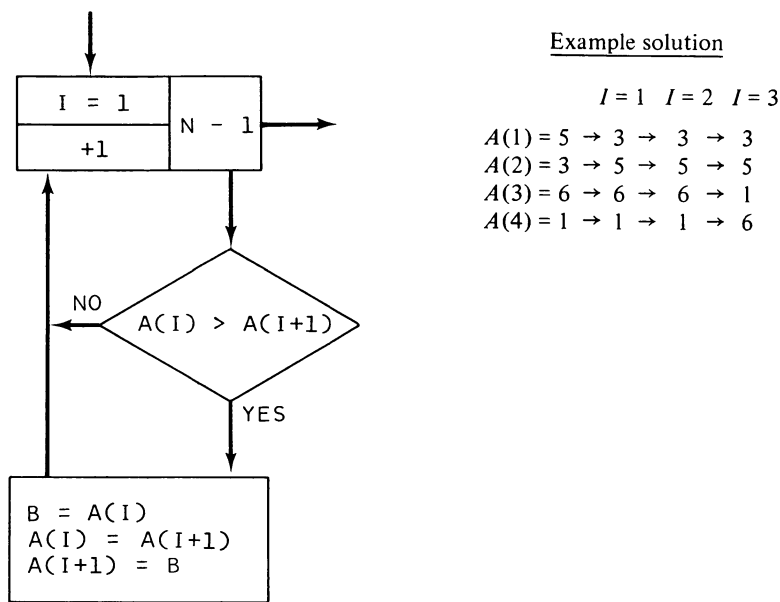 I = 1
+1
N - 1
A(I) > A(I+1)
NO
YES
B = A(I)
A(I) = A(I+1)
A(I+1) = B
Example solution
I = 1 I = 2 I = 3
A(1) = 5 → 3 → 3 → 3
A(2) = 3 → 5 → 5 → 5
A(3) = 6 → 6 → 6 → 1
A(4) = 1 → 1 → 1 → 6